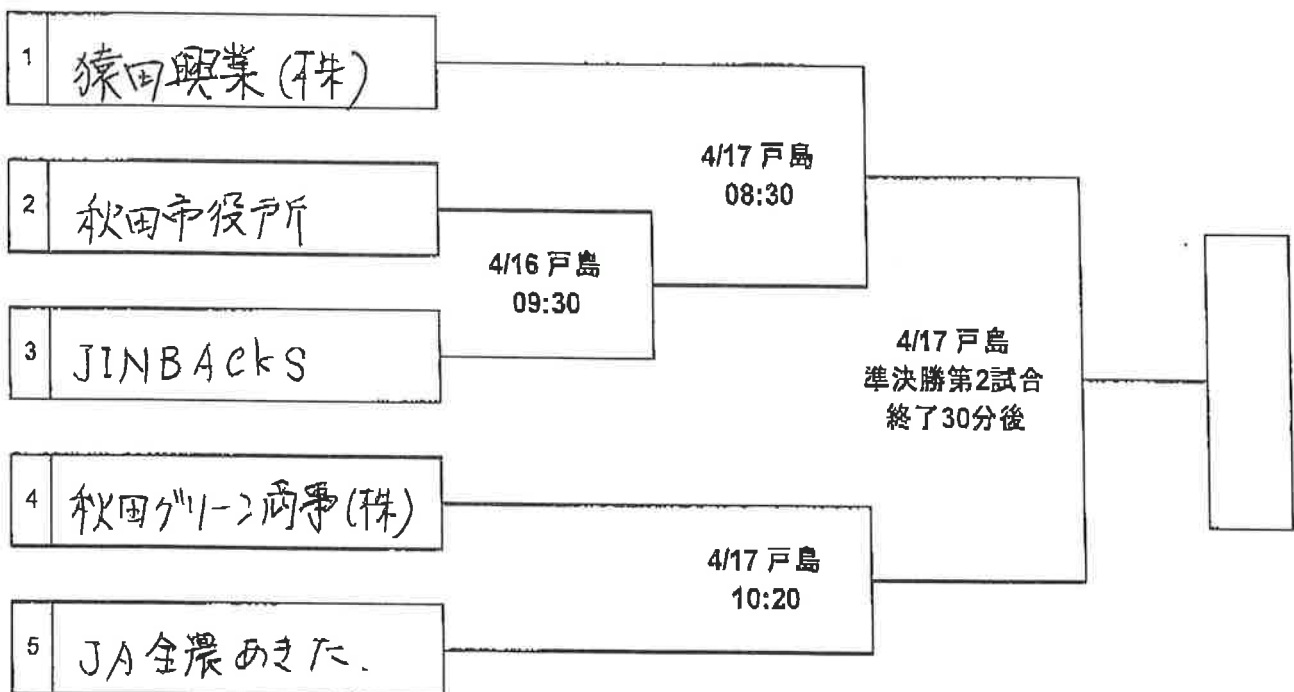 1
猿田興業(株)
2
秋田市役所
3
JINBACKS
4
秋田グリーン商事(株)
5
JA全農あきた.
4/16 戸島
09:30
4/17 戸島
08:30
4/17 戸島
10:20
4/17 戸島
準決勝第2試合
終了30分後